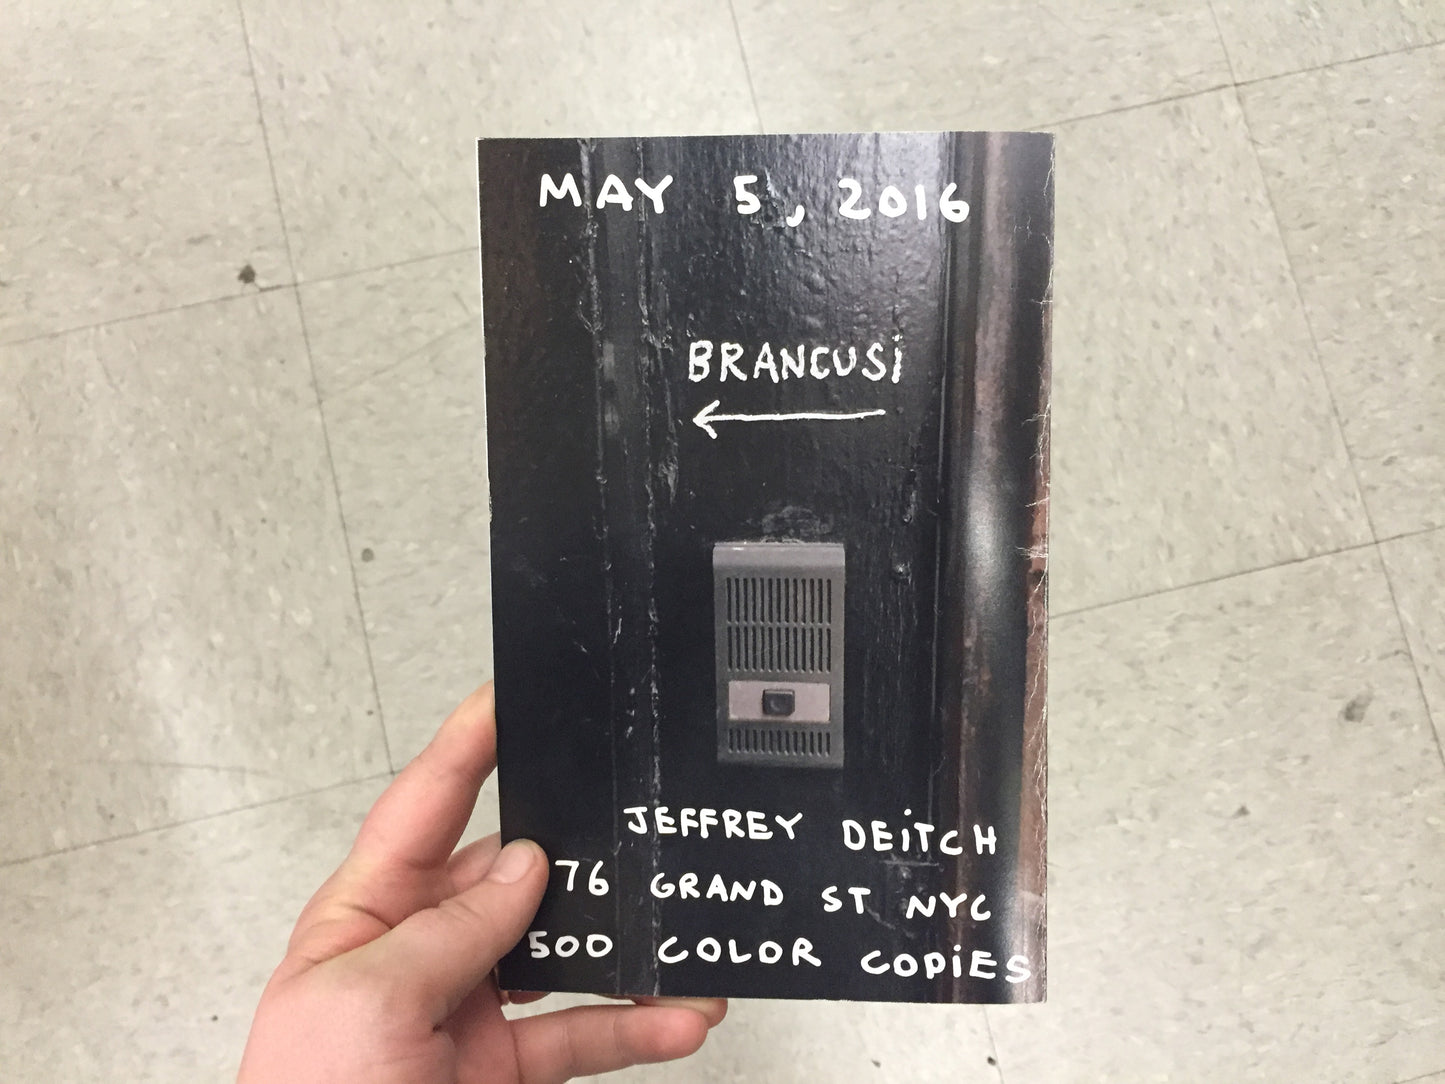 MAY 5, 2016
BRANCUSi
←
JEFFREY DEiTCH
76 GRAND ST NYC
500 COLOR COPiES